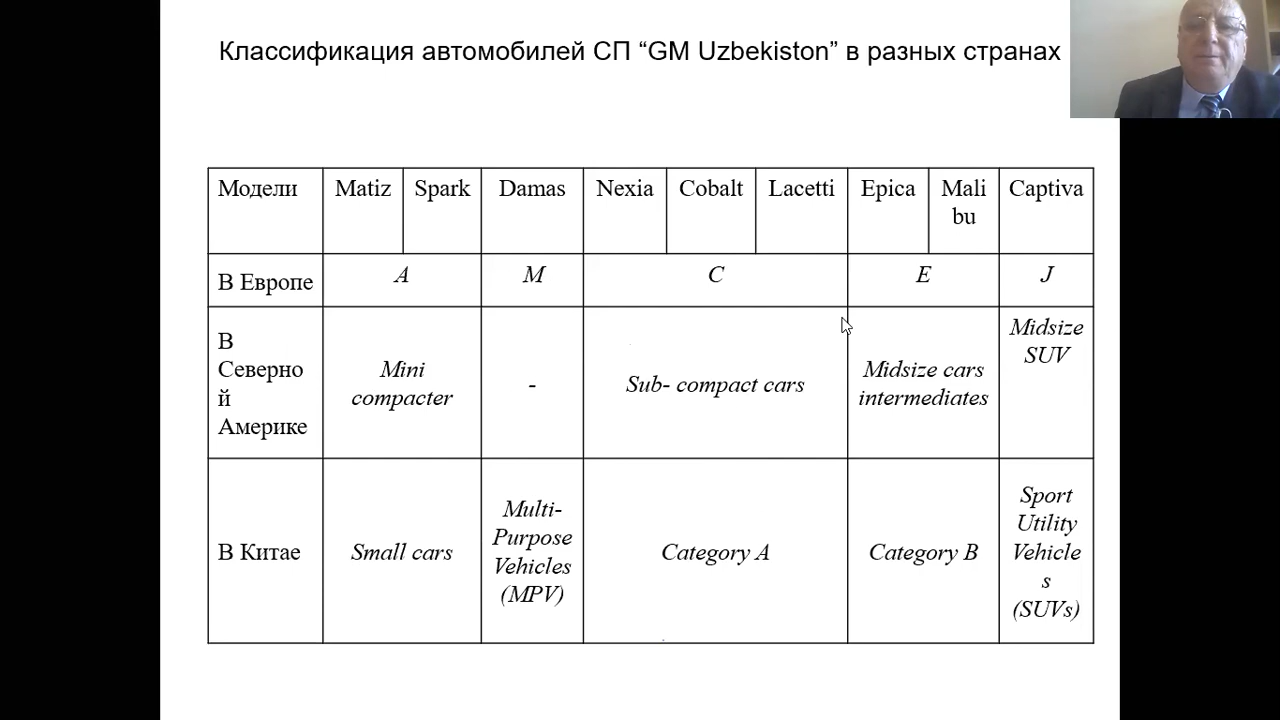 Классификация автомобилей СП “GM Uzbekiston” в разных странах
Модели Matiz Spark Damas Nexia Cobalt Lacetti Epica Mali
bu Captiva
В Европе A M C E J
В
Северно
й
Америке
Mini
compacter
-
Sub- compact cars
Midsize cars
intermediates
Midsize
SUV
В Китае
Small cars
Multi-
Purpose
Vehicles
(MPV)
Category A
Category B
Sport
Utility
Vehicle
s
(SUVs)